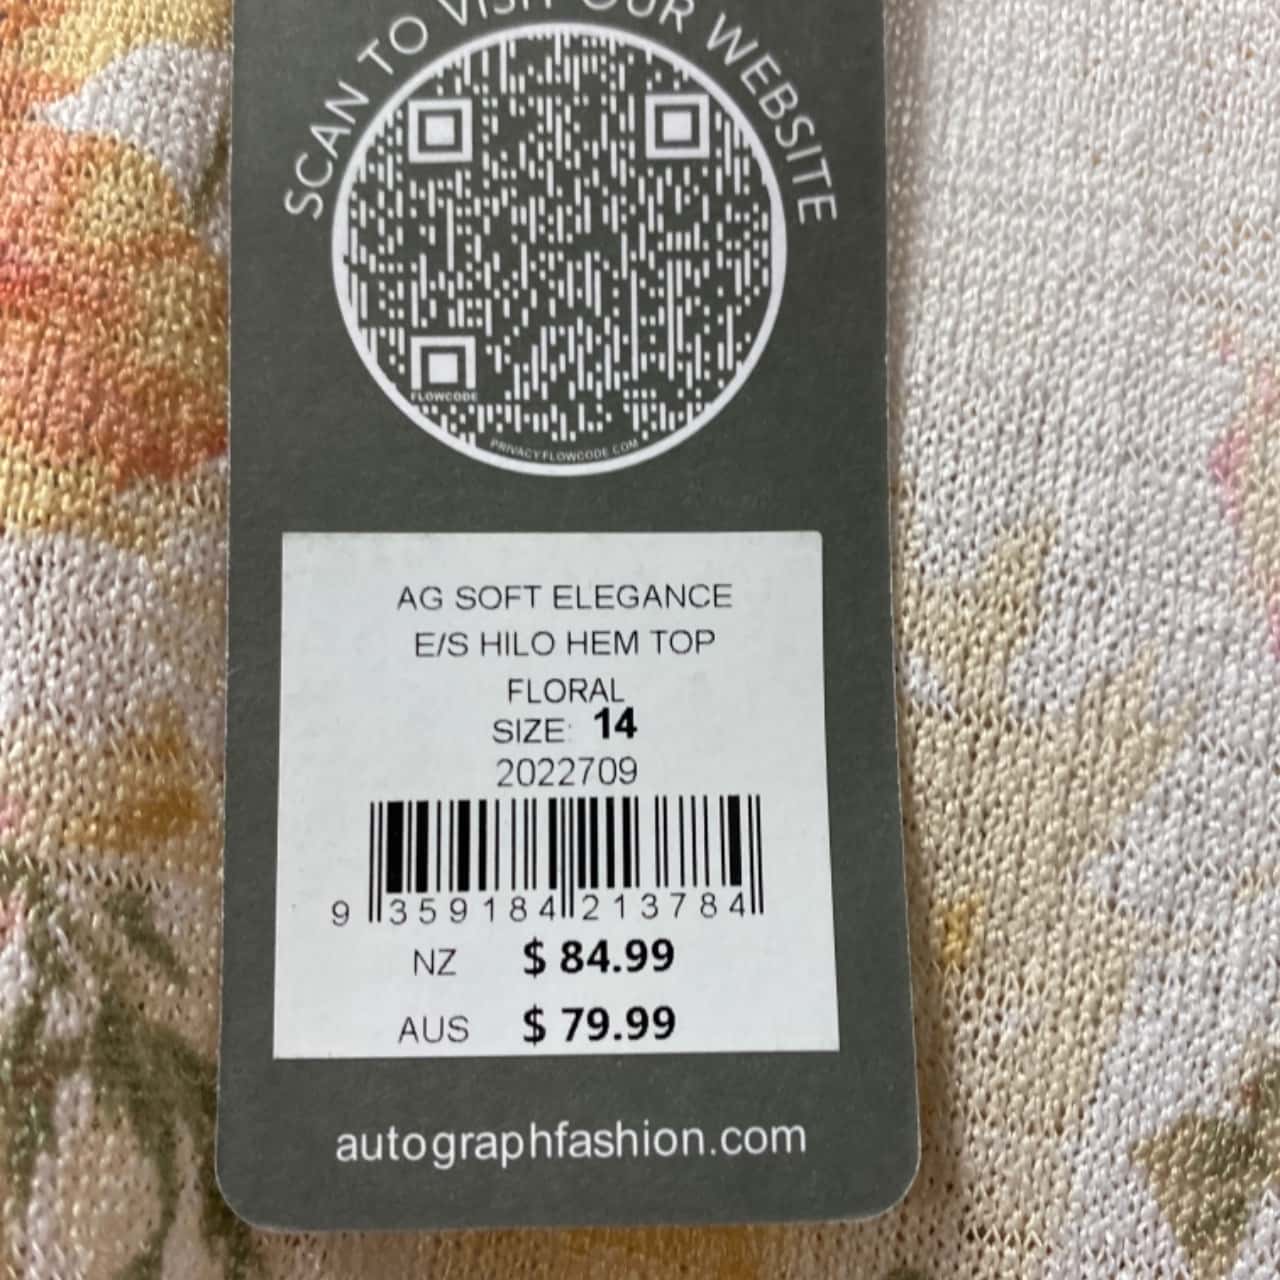 SCAN TO VISIT OUR WEBSITE
FLOWCODE
PRIVACY.FLOWCODE.COM
AG SOFT ELEGANCE
E/S HILO HEM TOP
FLORAL
SIZE: 14
2022709
9 359184 213784
NZ $ 84.99
AUS $ 79.99
autographfashion.com